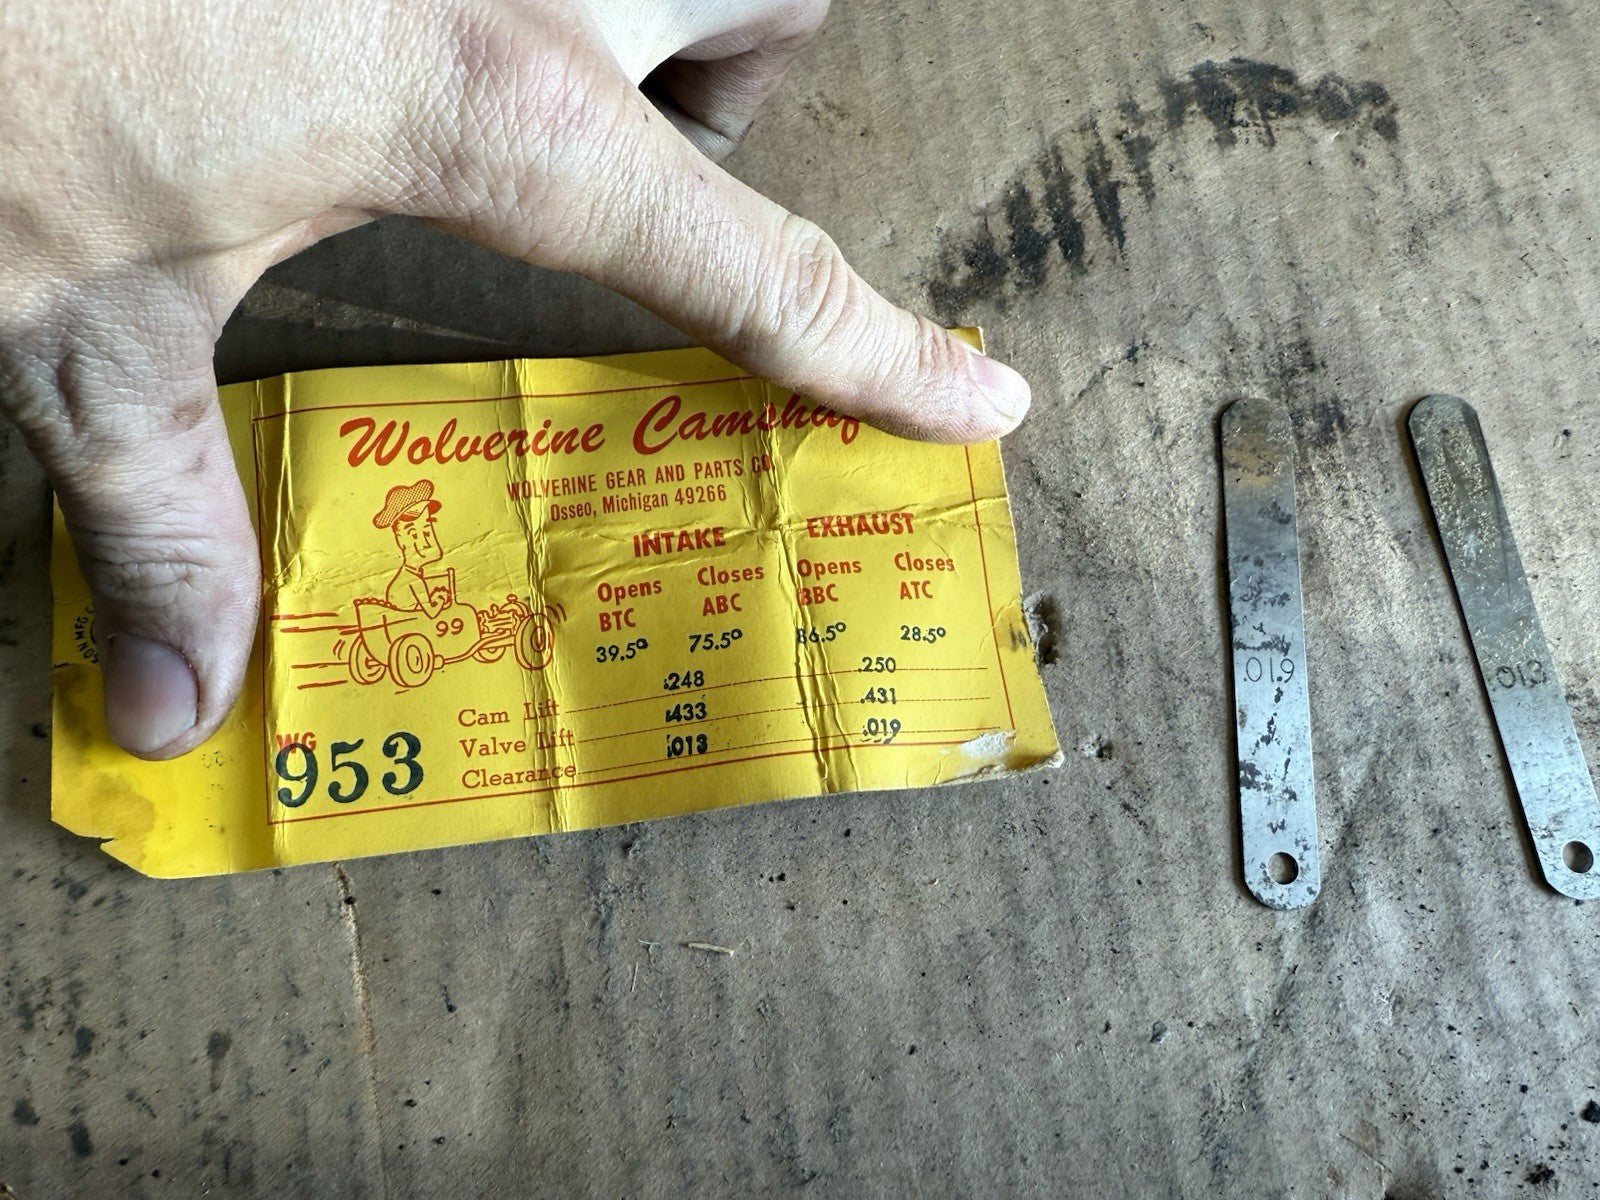 Wolverine
WOLVERINE GEAR AND PARTS CO.
Osseo, Michigan 49266
INTAKE EXHAUST
Opens Closes Opens Closes
BTC ABC BBC ATC
39.5° 75.5° 86.5° 28.5°
99
Cam Lift .248 .250
Valve Lift .433 .431
Clearance .013 .019
WG
953
.019
.013